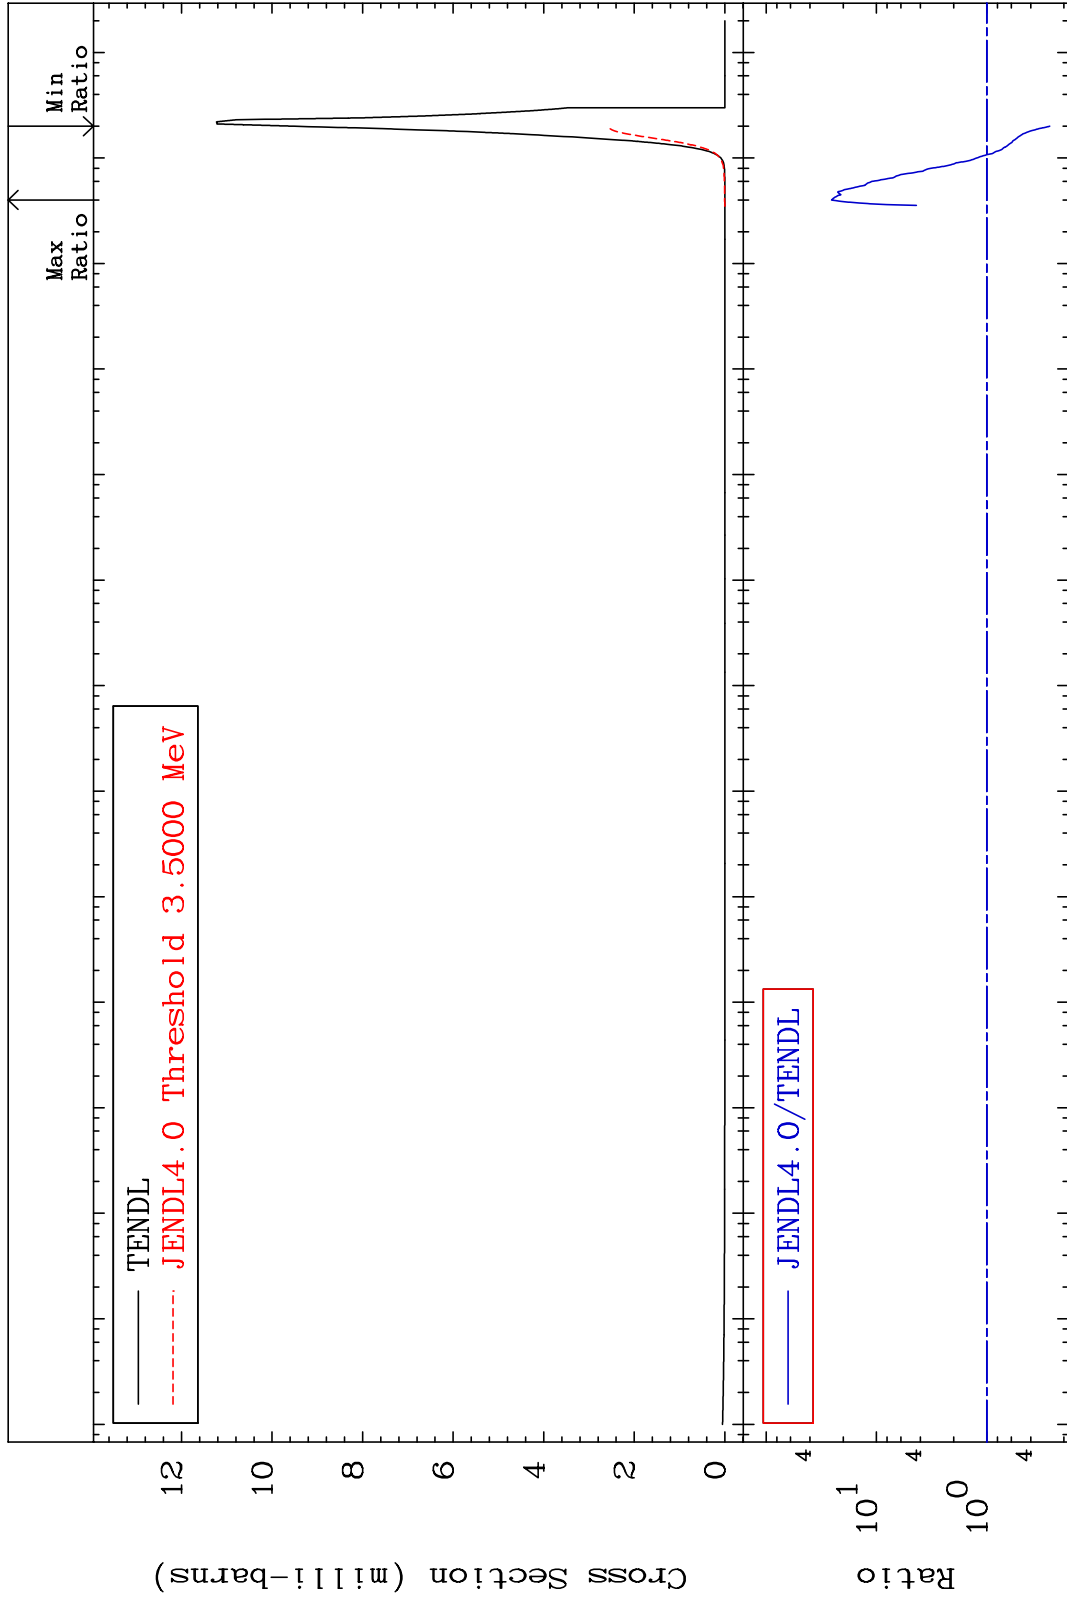 Max
Ratio
Min
Ratio
TENDL
JENDL4.0 Threshold 3.5000 MeV
Cross Section (milli-barns)
12
10
8
6
4
2
0
JENDL4.0/TENDL
Ratio
4
10^1
4
10^0
4